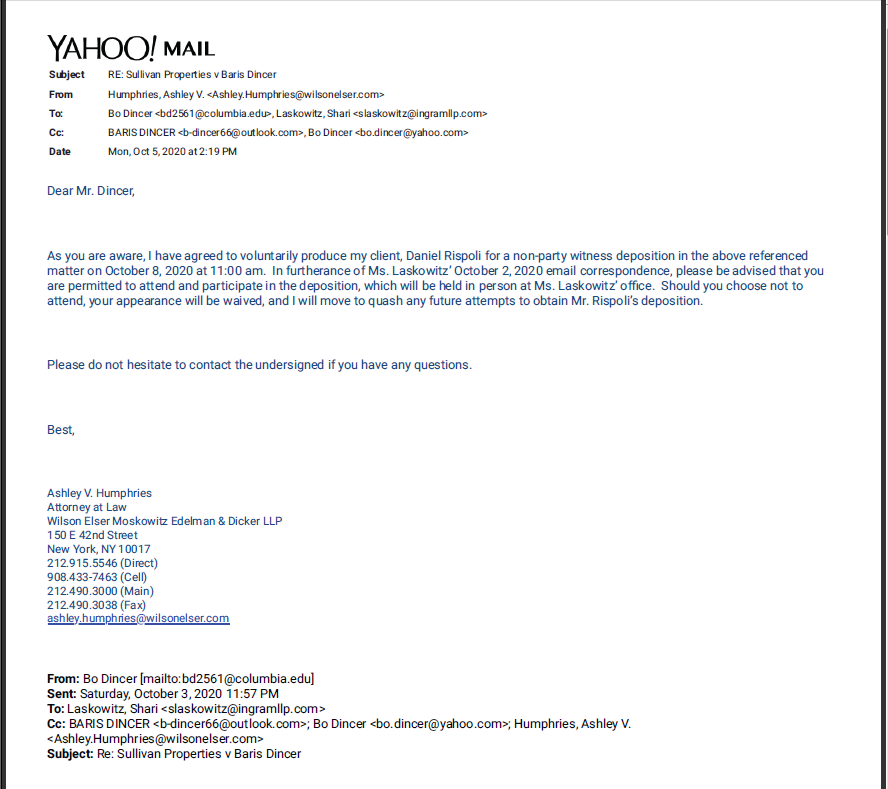 YAHOO! MAIL
Subject RE: Sullivan Properties v Baris Dincer
From Humphries, Ashley V. <Ashley.Humphries@wilsonelser.com>
To: Bo Dincer <bd2561@columbia.edu>, Laskowitz, Shari <slaskowitz@ingramllp.com>
Cc: BARIS DINCER <b-dincer66@outlook.com>, Bo Dincer <bo.dincer@yahoo.com>
Date Mon, Oct 5, 2020 at 2:19 PM
Dear Mr. Dincer,
As you are aware, I have agreed to voluntarily produce my client, Daniel Rispoli for a non-party witness deposition in the above referenced
matter on October 8, 2020 at 11:00 am. In furtherance of Ms. Laskowitz' October 2, 2020 email correspondence, please be advised that you
are permitted to attend and participate in the deposition, which will be held in person at Ms. Laskowitz' office. Should you choose not to
attend, your appearance will be waived, and I will move to quash any future attempts to obtain Mr. Rispoli's deposition.
Please do not hesitate to contact the undersigned if you have any questions.
Best,
Ashley V. Humphries
Attorney at Law
Wilson Elser Moskowitz Edelman & Dicker LLP
150 E 42nd Street
New York, NY 10017
212.915.5546 (Direct)
908.433-7463 (Cell)
212.490.3000 (Main)
212.490.3038 (Fax)
ashley.humphries@wilsonelser.com
From: Bo Dincer [mailto:bd2561@columbia.edu]
Sent: Saturday, October 3, 2020 11:57 PM
To: Laskowitz, Shari <slaskowitz@ingramllp.com>
Cc: BARIS DINCER <b-dincer66@outlook.com>; Bo Dincer <bo.dincer@yahoo.com>; Humphries, Ashley V.
<Ashley.Humphries@wilsonelser.com>
Subject: Re: Sullivan Properties v Baris Dincer